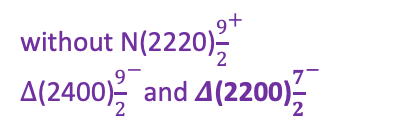 without N(2220)9/2⁺
Δ(2400)9/2⁻ and Δ(2200)7/2⁻